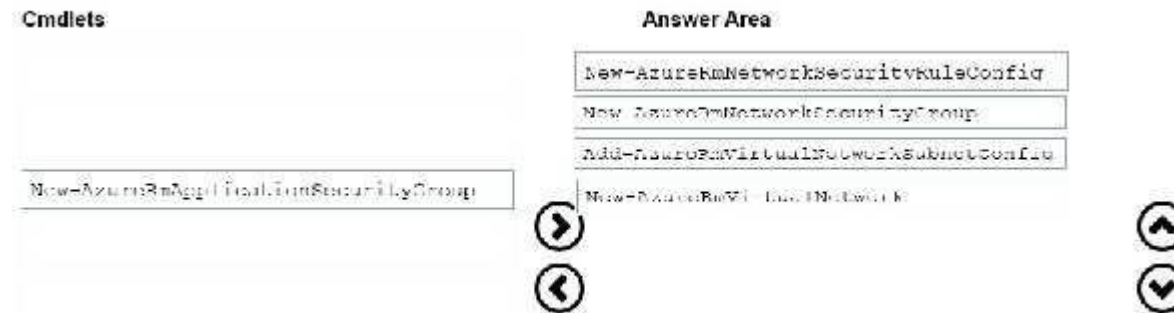 Cmdlets
Answer Area
New-AzureRmNetworkSecurityRuleConfig
New-AzureRmNetworkSecurityGroup
Add-AzureRmVirtualNetworkSubnetConfig
New-AzureRmApplicationSecurityGroup
New-AzureRmVirtualNetwork